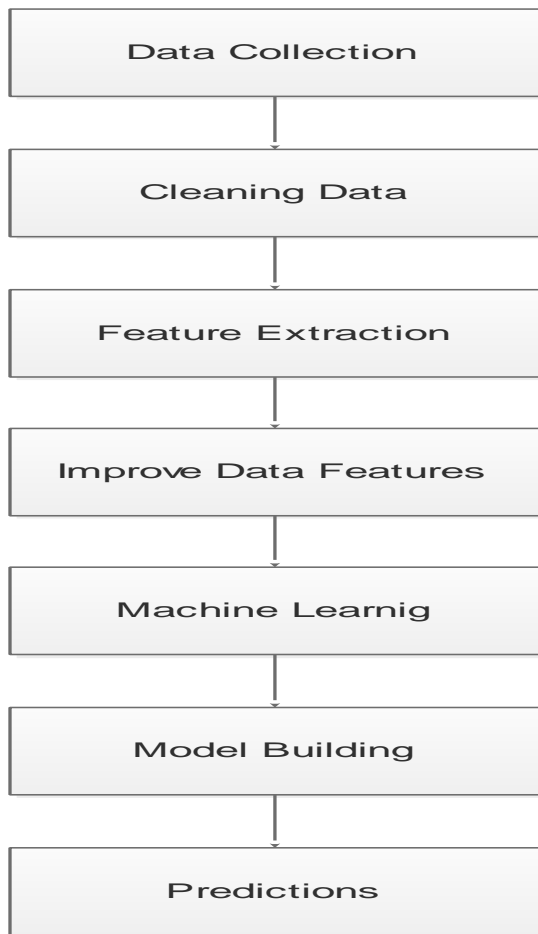 Data Collection
Cleaning Data
Feature Extraction
Improve Data Features
Machine Learnig
Model Building
Predictions